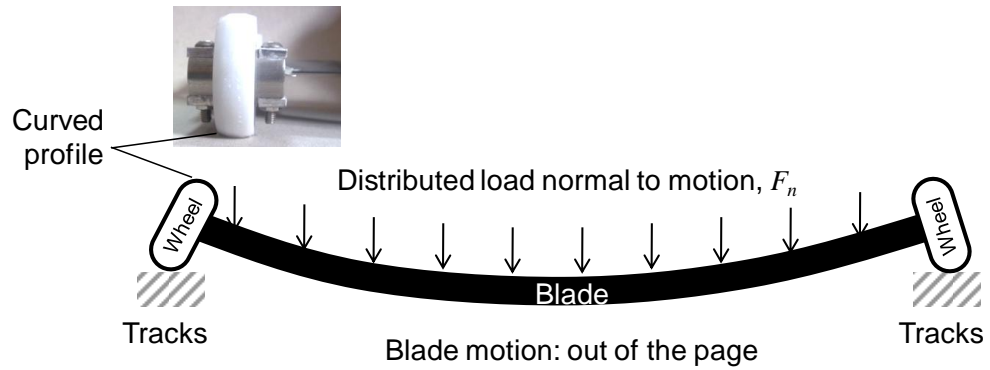 Curved
profile
Distributed load normal to motion, Fₙ
Wheel
Wheel
Blade
Tracks
Tracks
Blade motion: out of the page